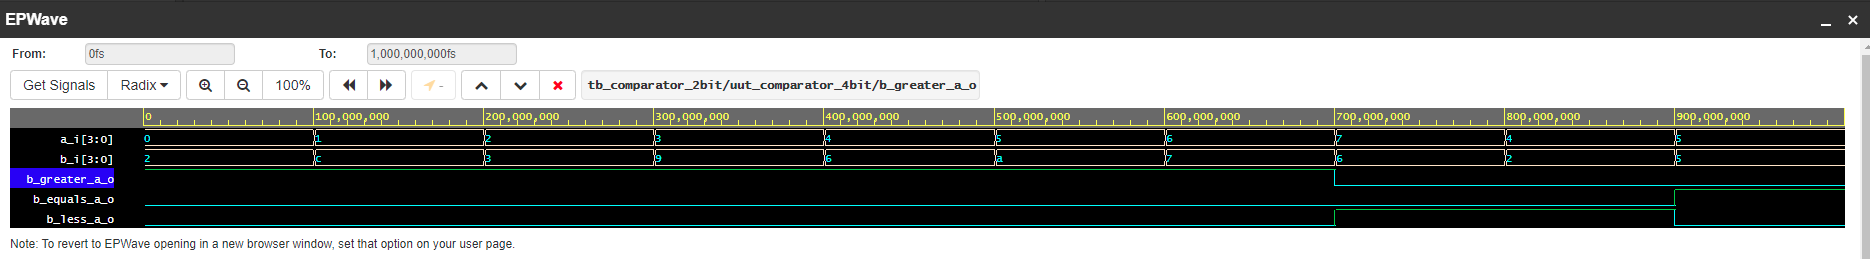 EPWave
From: 0fs To: 1,000,000,000fs
Get Signals Radix 100% - tb_comparator_2bit/uut_comparator_4bit/b_greater_a_o
0 100,000,000 200,000,000 300,000,000 400,000,000 500,000,000 600,000,000 700,000,000 800,000,000 900,000,000
a_i[3:0] 0 1 2 3 4 5 6 7 4 5
b_i[3:0] 2 c 3 9 6 a 7 6 2 5
b_greater_a_o
b_equals_a_o
b_less_a_o
Note: To revert to EPWave opening in a new browser window, set that option on your user page.